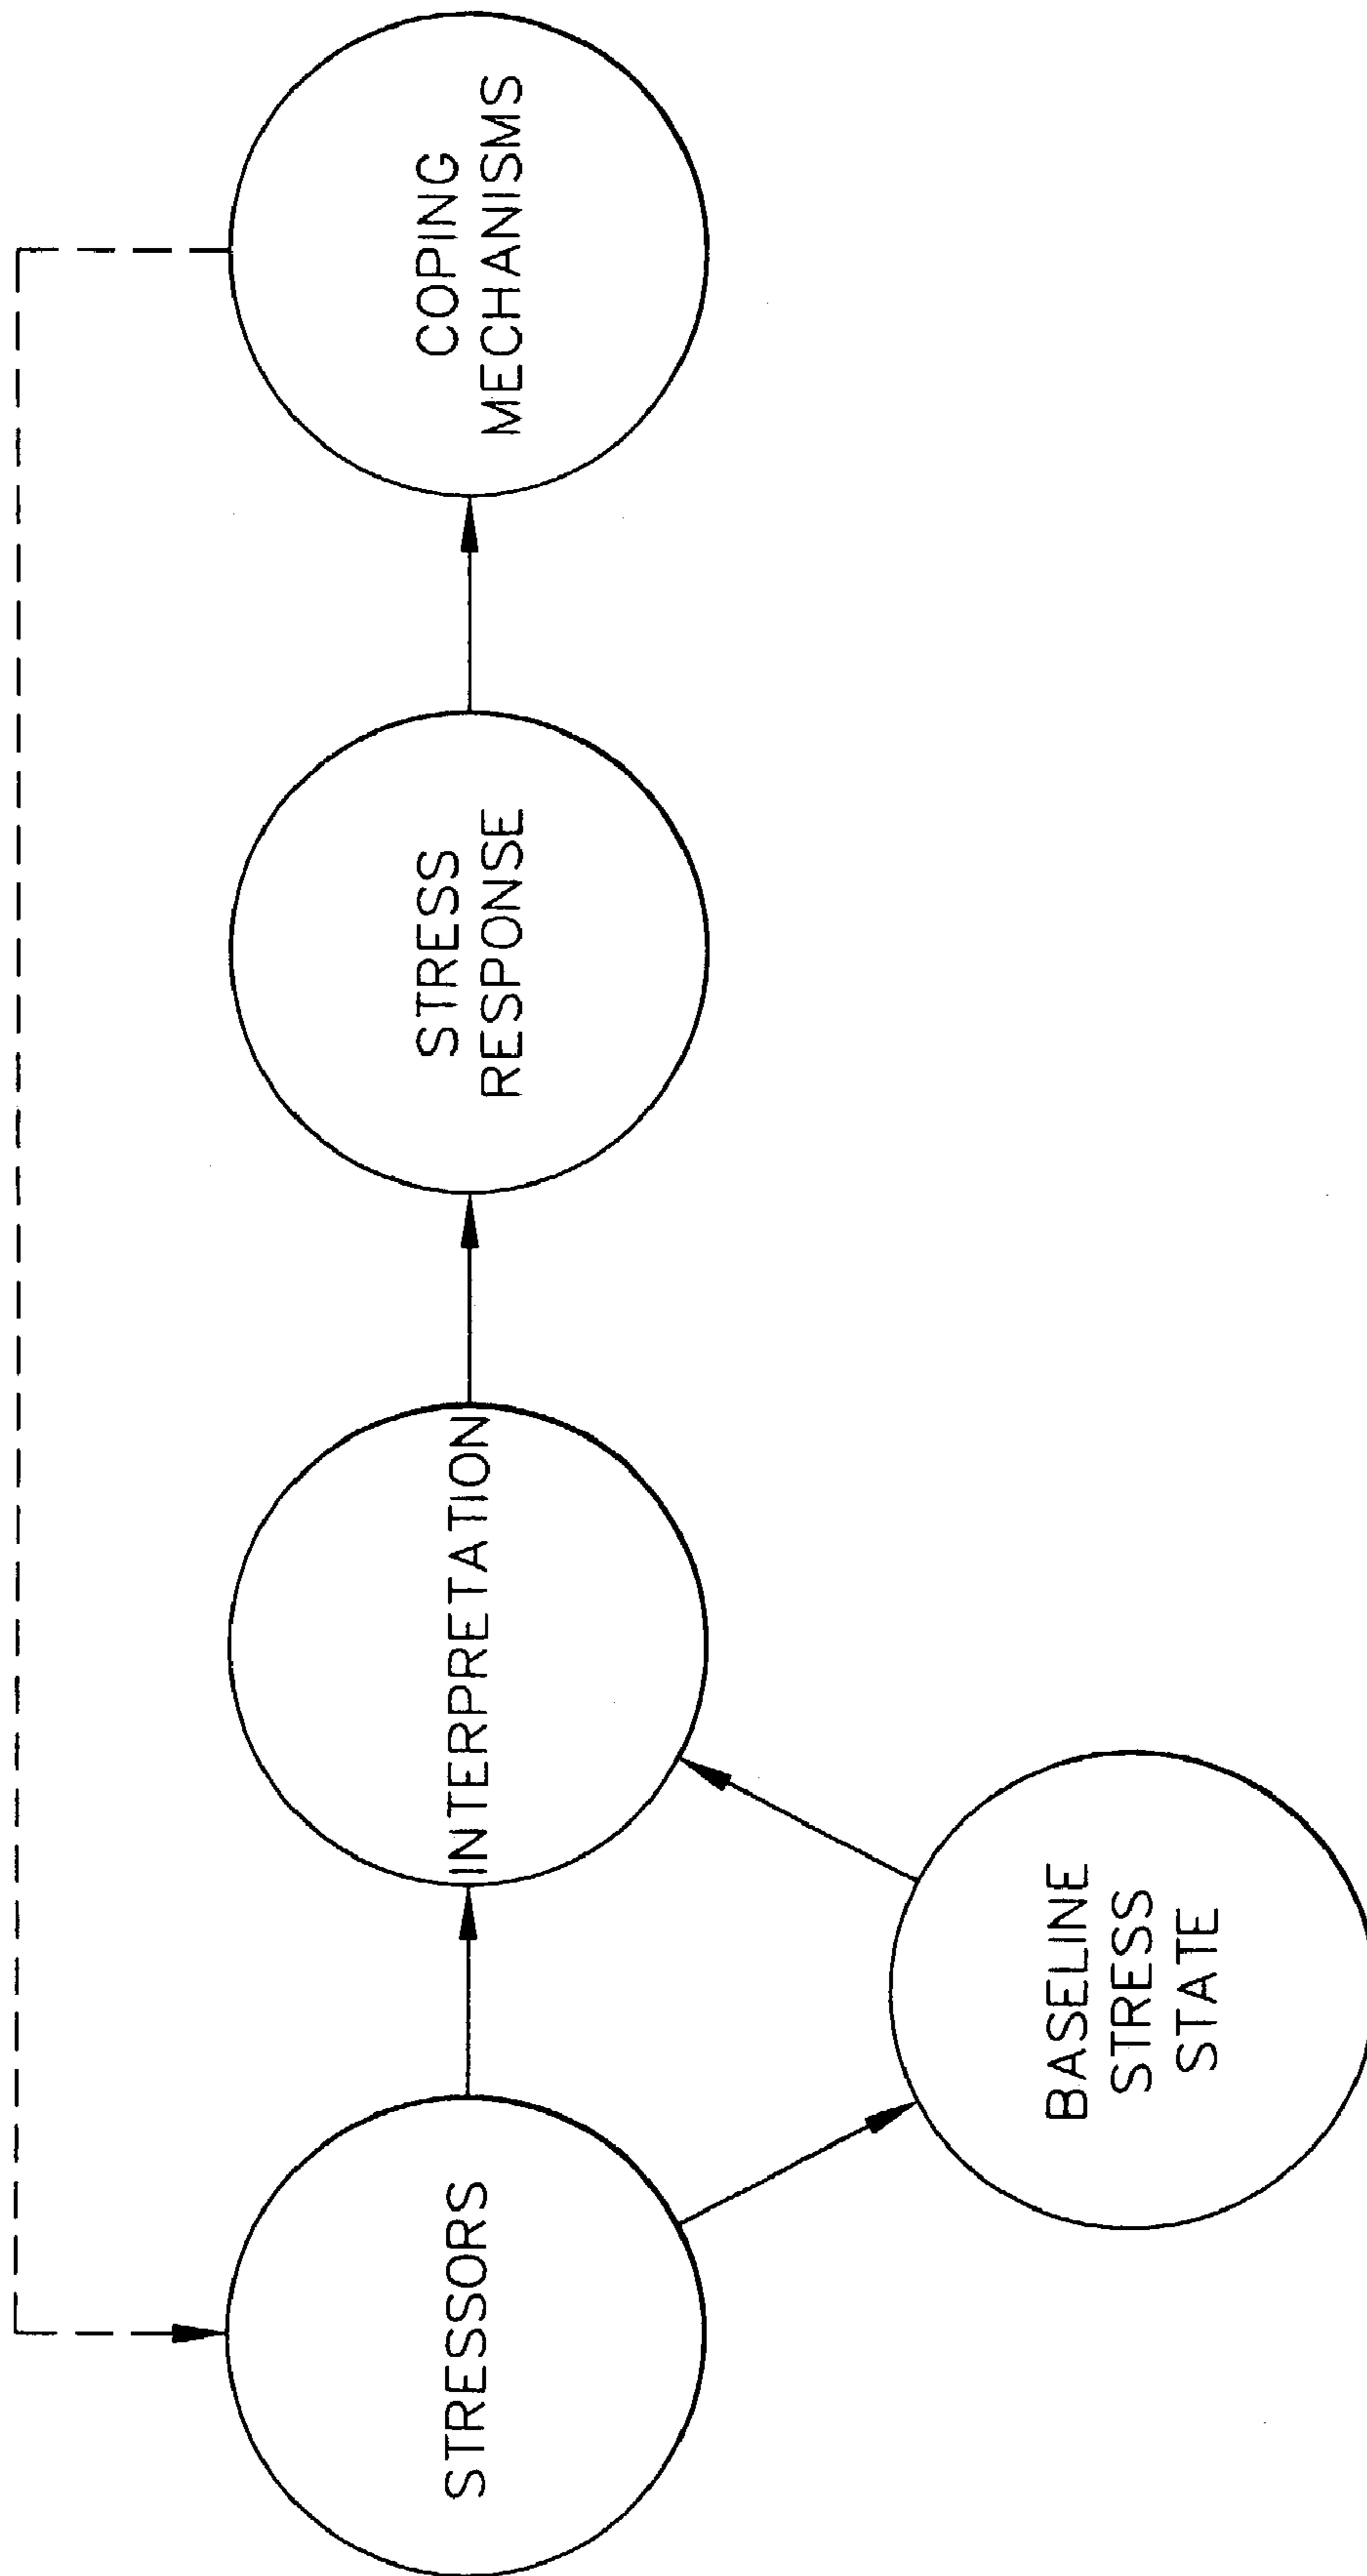 STRESSORS
INTERPRETATION
STRESS
RESPONSE
COPING
MECHANISMS
BASELINE
STRESS
STATE